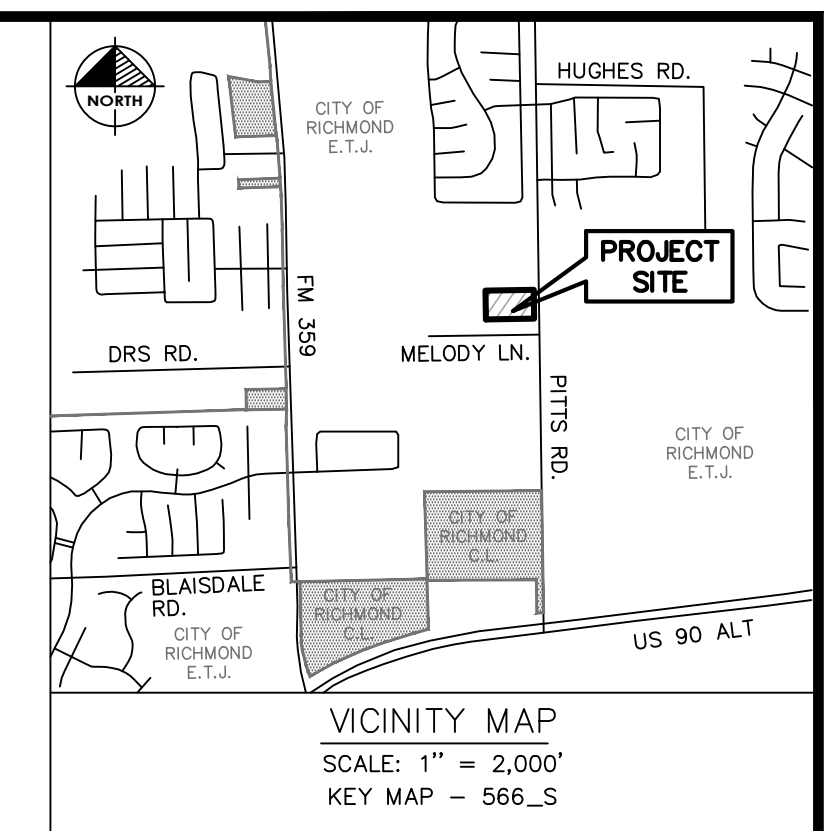 HUGHES RD.
NORTH
CITY OF
RICHMOND
E.T.J.
PROJECT
SITE
FM 359
DRS RD.
MELODY LN.
PITTS RD.
CITY OF
RICHMOND
E.T.J.
CITY OF
RICHMOND
C.L.
BLAISDALE
RD.
CITY OF
RICHMOND
C.L.
CITY OF
RICHMOND
E.T.J.
US 90 ALT
VICINITY MAP
SCALE: 1'' = 2,000'
KEY MAP - 566_S